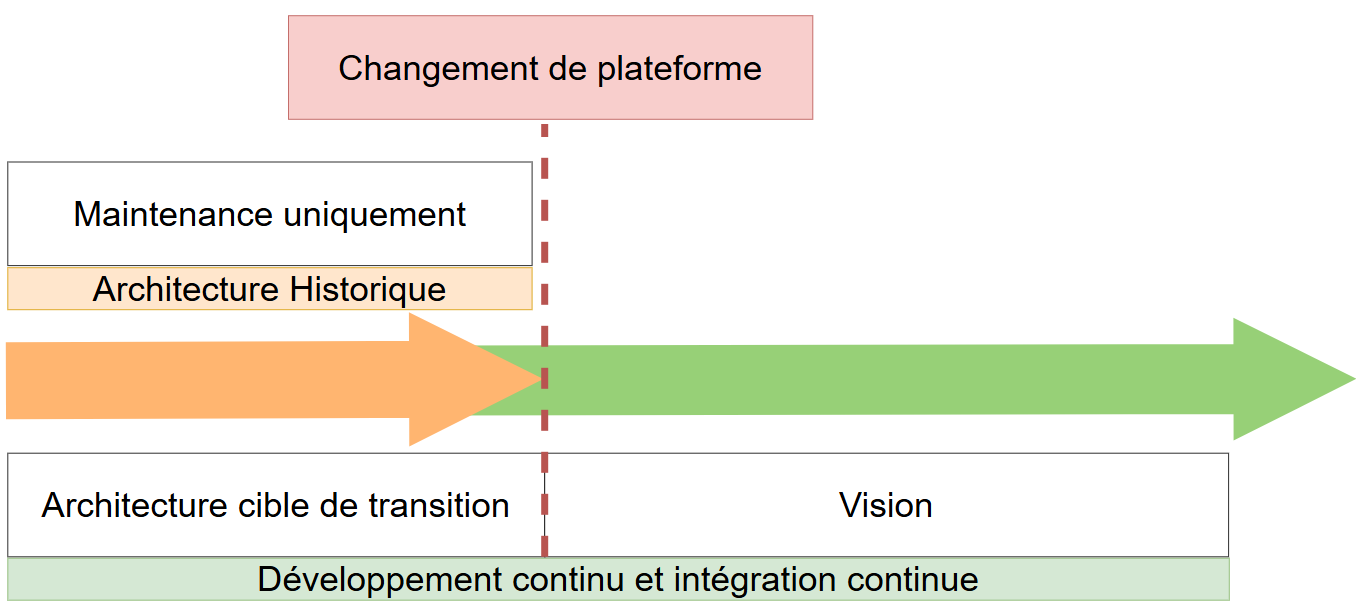 Changement de plateforme
Maintenance uniquement
Architecture Historique
Architecture cible de transition
Vision
Développement continu et intégration continue